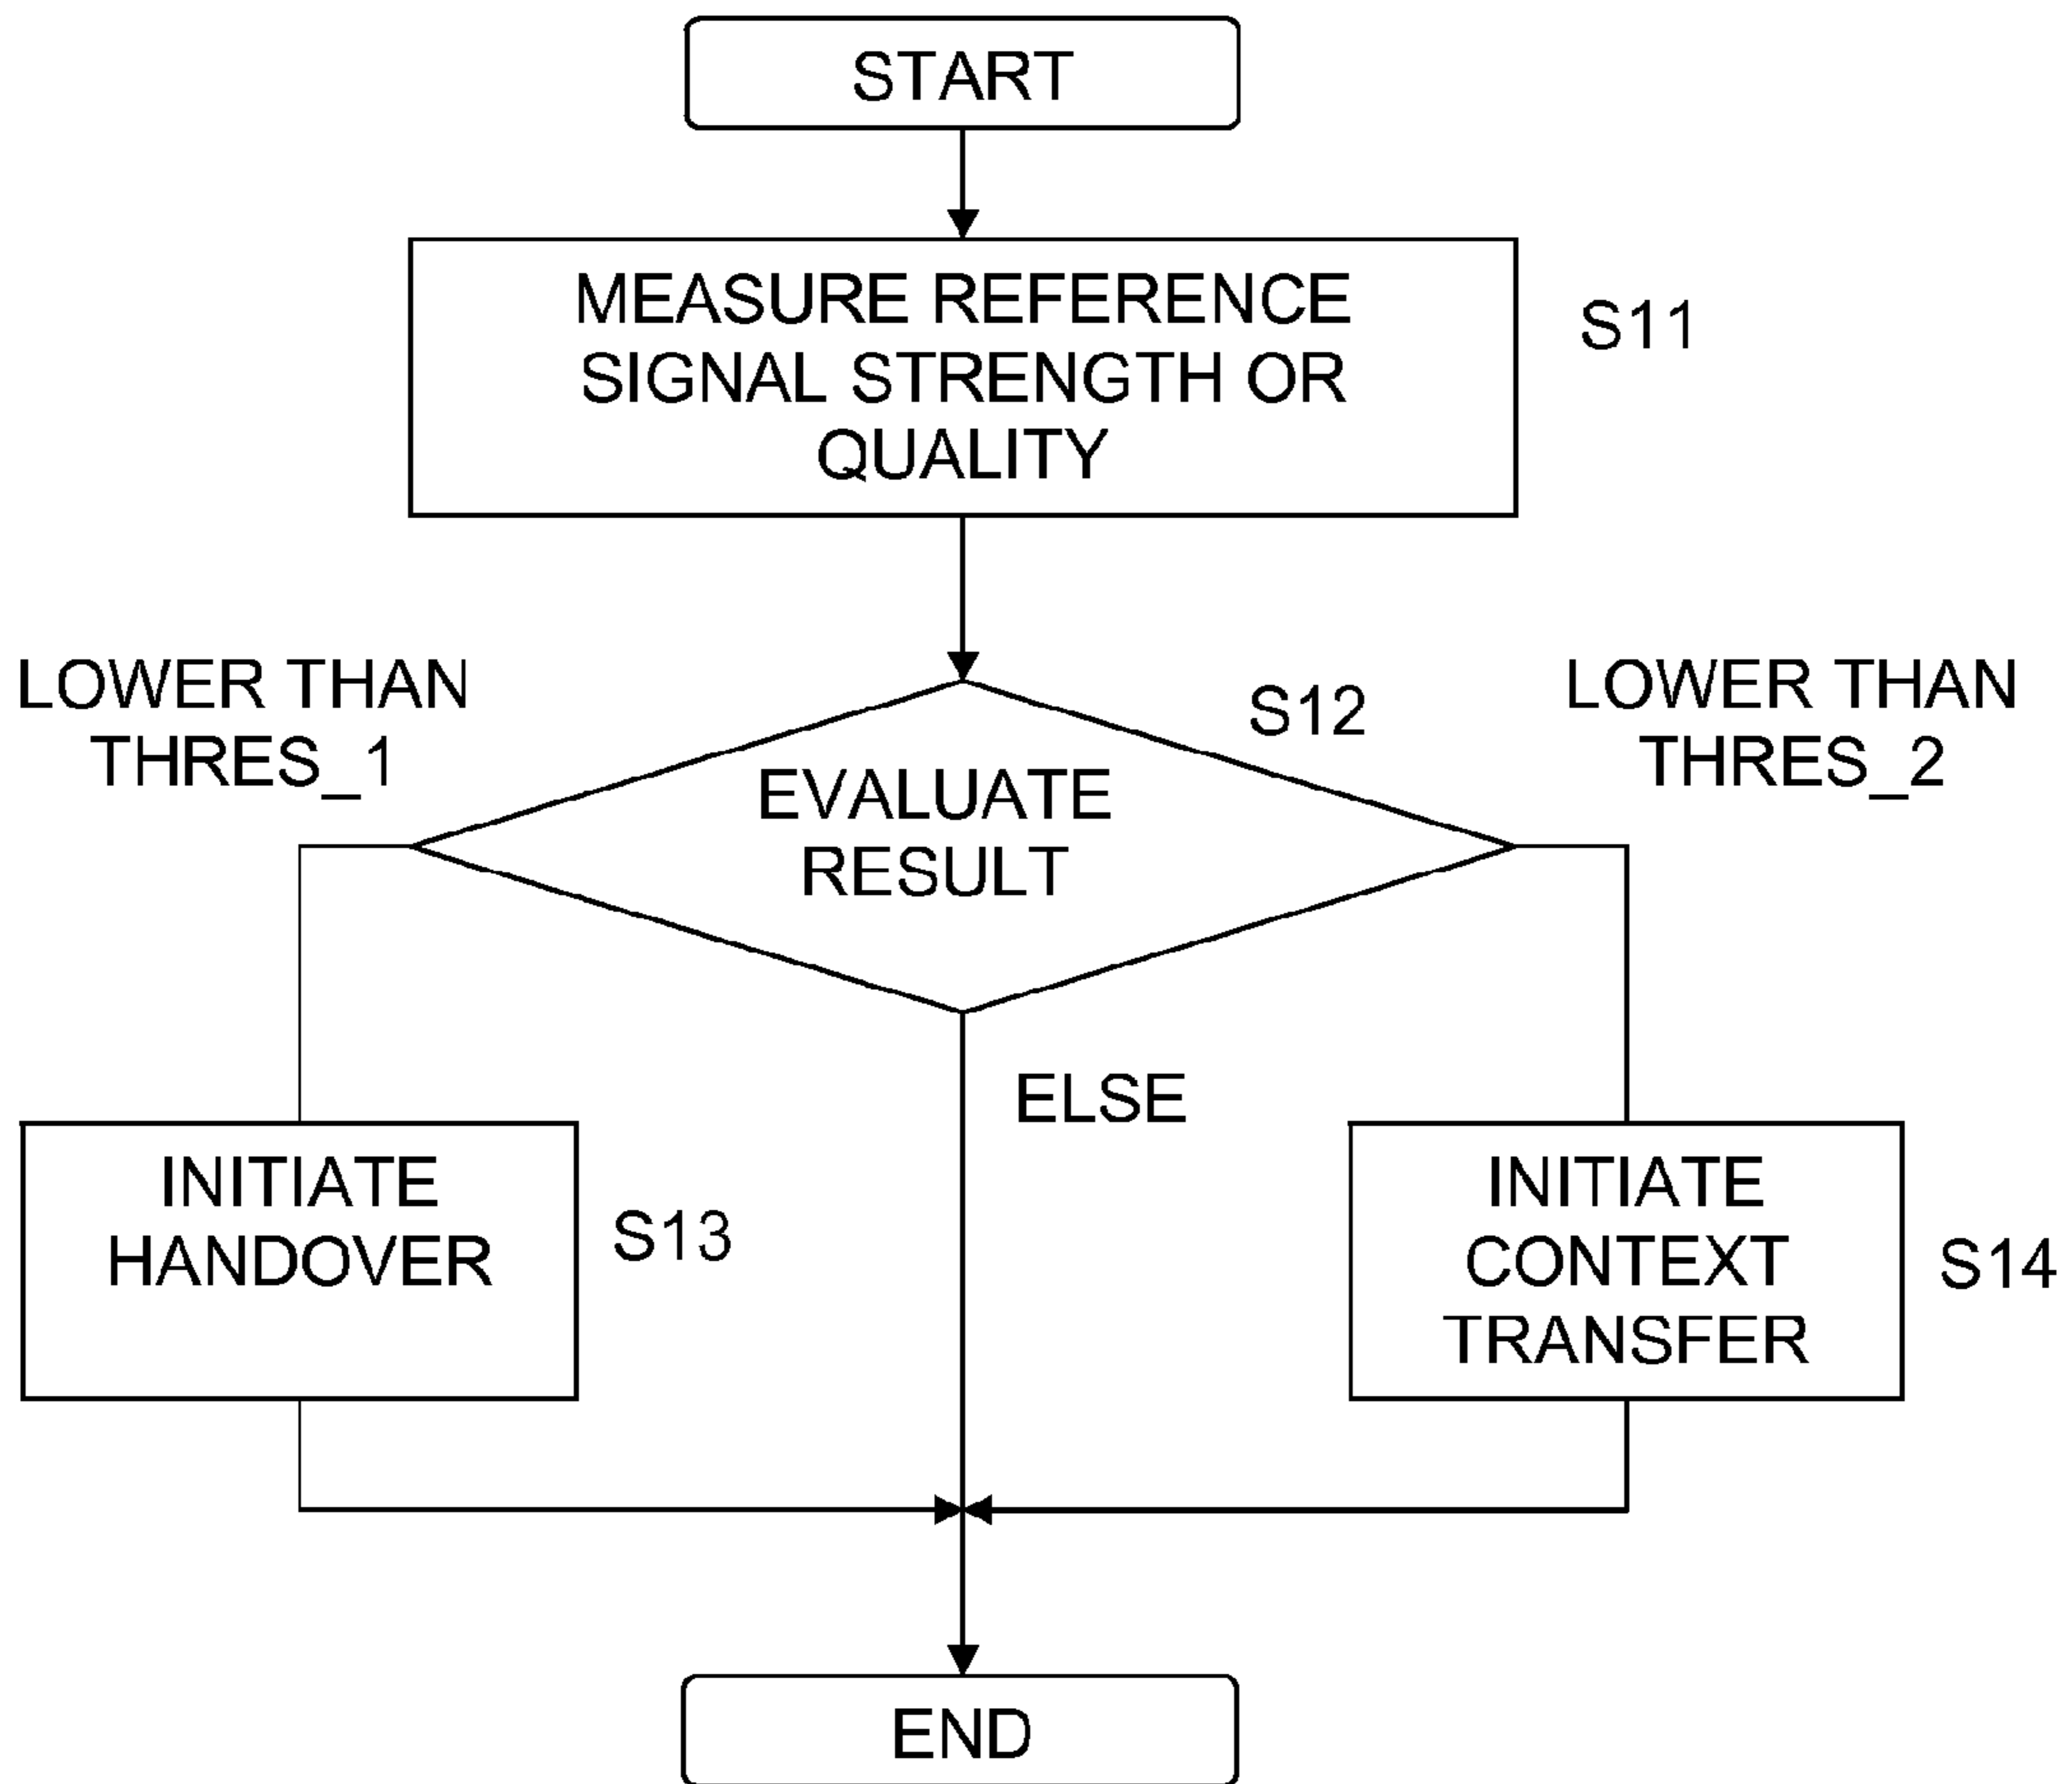 START
MEASURE REFERENCE
SIGNAL STRENGTH OR
QUALITY
S11
LOWER THAN
THRES_1
S12
LOWER THAN
THRES_2
EVALUATE
RESULT
ELSE
INITIATE
HANDOVER
S13
INITIATE
CONTEXT
TRANSFER
S14
END